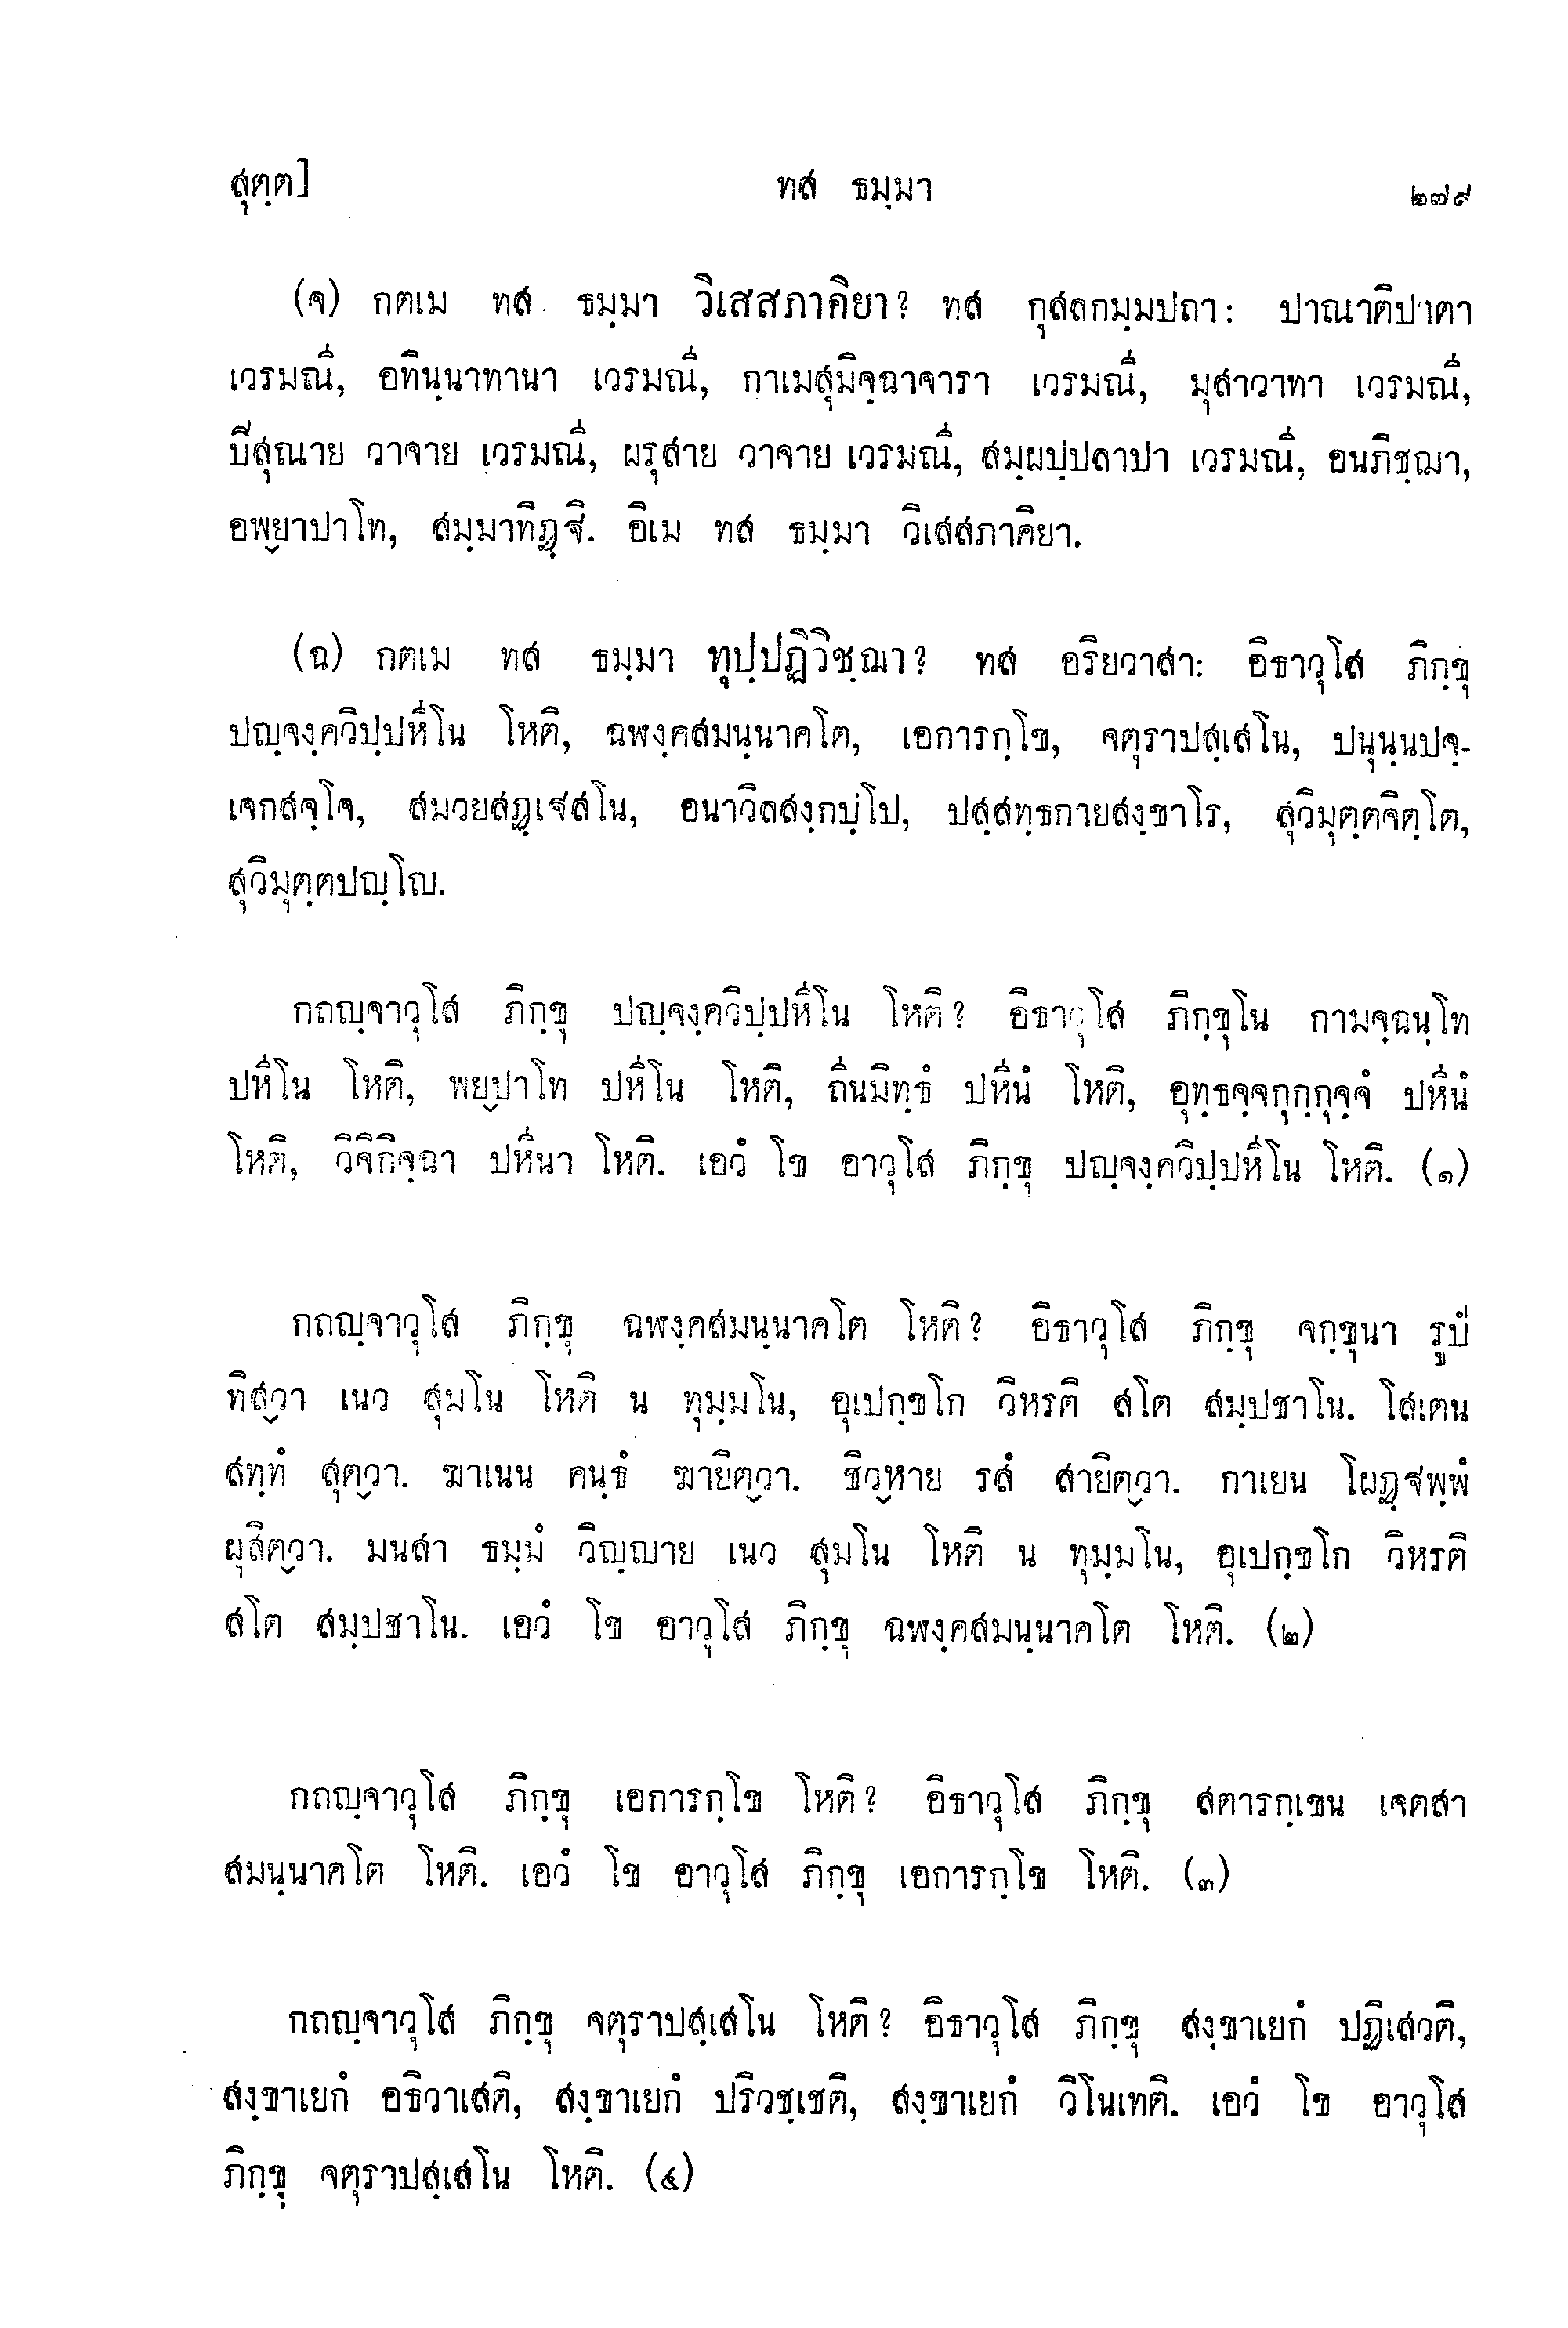 สุตฺต]	ทส ธมฺมา	๒๗๙
(จ) กตเม ทส ธมฺมา วิเสสภาคิยา? ทส กุสลกมฺมปถา: ปาณาติปาตา
เวรมณี, อทินฺนาทานา เวรมณี, กาเมสุมิจฺฉาจารา เวรมณี, มุสาวาทา เวรมณี,
ปีสุณาย วาจาย เวรมณี, ผรุสาย วาจาย เวรมณี, สมฺผปฺปลาปา เวรมณี, อนภิชฺฌา,
อพฺยาปาโท, สมฺมาทิฏฺฐิ. อิเม ทส ธมฺมา วิเสสภาคิยา.
(ฉ) กตเม ทส ธมฺมา ทุปฺปฏิวิชฺฌา? ทส อริยวาสา: อิธาวุโส ภิกฺขุ
ปญฺจงฺควิปฺปหีโน โหติ, ฉฬงฺคสมนฺนาคโต, เอการกฺโข, จตุราปสฺเสโน, ปนุนฺนปจฺ-
เจกสจฺโจ, สมวยสฏฺเฐสโน, อนาวิลสงฺกปฺโป, ปสฺสทฺธกายสงฺขาโร, สุวิมุตฺตจิตฺโต,
สุวิมุตฺตปญฺโญ.
กถญฺจาวุโส ภิกฺขุ ปญฺจงฺควิปฺปหีโน โหติ? อิธาวุโส ภิกฺขุโน กามจฺฉนฺโท
ปหีโน โหติ, พยฺปาโท ปหีโน โหติ, ถีนมิทฺธํ ปหีนํ โหติ, อุทฺธจฺจกุกฺกุจฺจํ ปหีนํ
โหติ, วิจิกิจฺฉา ปหีนา โหติ. เอวํ โข อาวุโส ภิกฺขุ ปญฺจงฺควิปฺปหีโน โหติ. (๑)
กถญฺจาวุโส ภิกฺขุ ฉฬงฺคสมนฺนาคโต โหติ? อิธาวุโส ภิกฺขุ จกฺขุนา รูปํ
ทิสฺวา เนว สุมโน โหติ น ทุมฺมโน, อุเปกฺขโก วิหรติ สโต สมฺปชาโน. โสเตน
สทฺทํ สุตฺวา. ฆาเนน คนฺธํ ฆายิตฺวา. ชิวฺหาย รสํ สายิตฺวา. กาเยน โผฏฺฐพฺพํ
ผุสิตฺวา. มนสา ธมฺมํ วิญฺญาย เนว สุมโน โหติ น ทุมฺมโน, อุเปกฺขโก วิหรติ
สโต สมฺปชาโน. เอวํ โข อาวุโส ภิกฺขุ ฉฬงฺคสมนฺนาคโต โหติ. (๒)
กถญฺจาวุโส ภิกฺขุ เอการกฺโข โหติ? อิธาวุโส ภิกฺขุ สตารกฺเขน เจตสา
สมนฺนาคโต โหติ. เอวํ โข อาวุโส ภิกฺขุ เอการกฺโข โหติ. (๓)
กถญฺจาวุโส ภิกฺขุ จตุราปสฺเสโน โหติ? อิธาวุโส ภิกฺขุ สงฺขาเยกํ ปฏิเสวติ,
สงฺขาเยกํ อธิวาเสติ, สงฺขาเยกํ ปริวชฺเชติ, สงฺขาเยกํ วิโนเทติ. เอวํ โข อาวุโส
ภิกฺขุ จตุราปสฺเสโน โหติ. (๔)